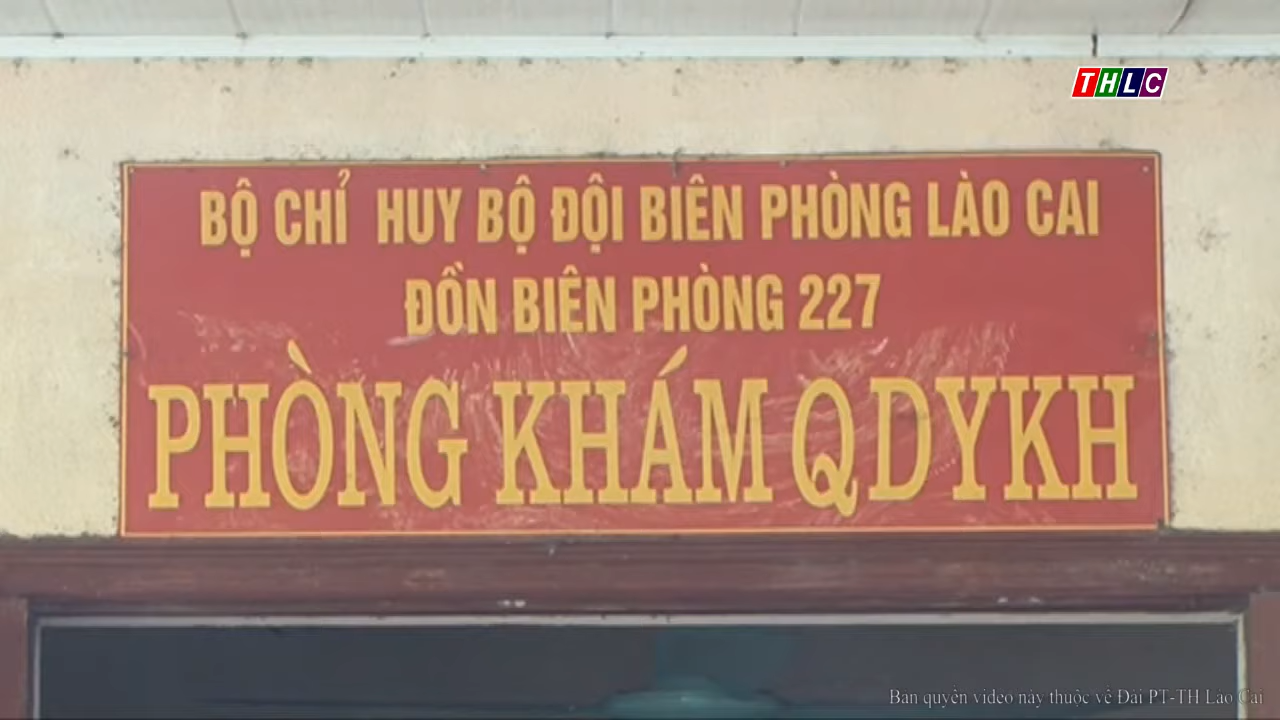 THLC
BỘ CHỈ HUY BỘ ĐỘI BIÊN PHÒNG LÀO CAI
ĐỒN BIÊN PHÒNG 227
PHÒNG KHÁM QDYKH
Bản quyền video này thuộc về Đài PT-TH Lào Cai